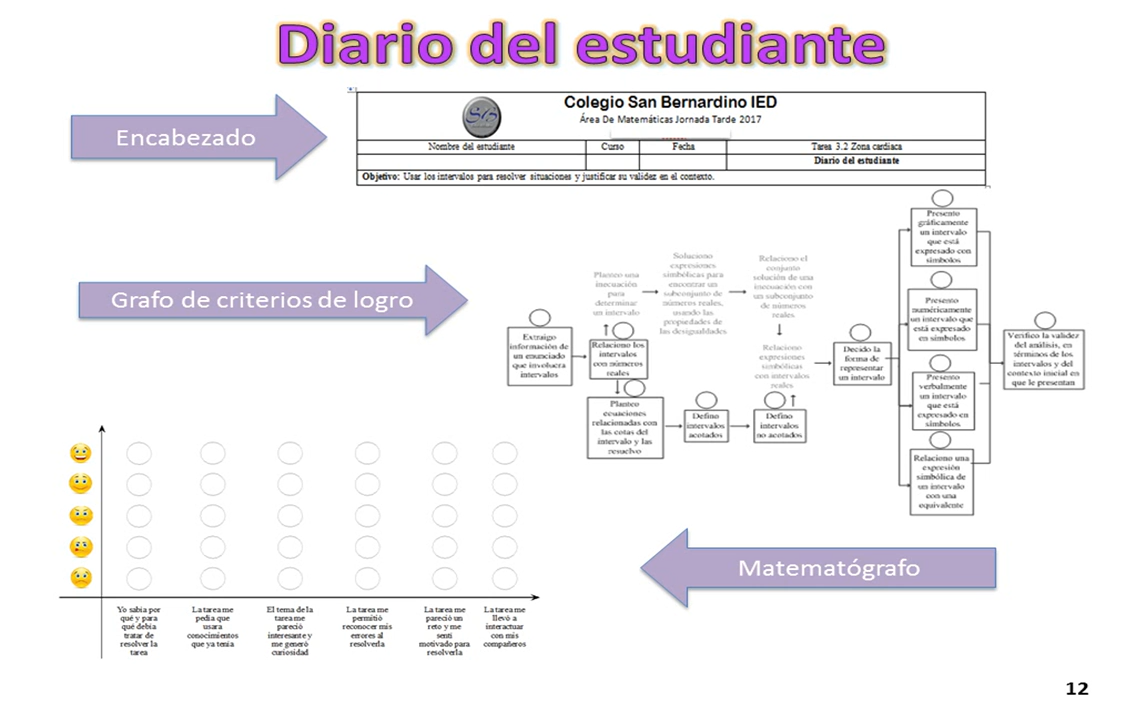 Diario del estudiante
Encabezado
SB
Colegio San Bernardino IED
Área De Matemáticas Jornada Tarde 2017
Nombre del estudiante
Curso
Fecha
Tarea 3.2 Zona cardiaca
Diario del estudiante
Objetivo: Usar los intervalos para resolver situaciones y justificar su validez en el contexto.
Grafo de criterios de logro
Extraigo
información de
un enunciado
que involucra
intervalos
Relaciono los
intervalos
con números
reales
Planteo una
inecuación
para
determinar
un intervalo
Soluciono
expresiones
simbólicas para
encontrar un
subconjunto de
números reales,
usando las
propiedades de
las desigualdades
Relaciono el
conjunto
solución de una
inecuación con
un subconjunto
de números
reales.
Relaciono
expresiones
simbólicas
con intervalos
reales
Planteo
ecuaciones
relacionadas con
las cotas del
intervalo y las
resuelvo
Defino
intervalos
acotados
Defino
intervalos
no acotados
Decido la
forma de
representar
un intervalo
Presento
gráficamente
un intervalo
que está
expresado con
símbolos
Presento
numéricamente
un intervalo que
está expresado
en símbolos
Presento
verbalmente
un intervalo
que está
expresado en
símbolos
Relaciono una
expresión
simbólica de
un intervalo
con una
equivalente
Verifico la validez
del análisis, en
términos de los
intervalos y del
contexto inicial en
que le presentan
Matematógrafo
Yo sabía por
qué y para
qué debía
tratar de
resolver la
tarea
La tarea me
pedía que
usara
conocimientos
que ya tenía
El tema de la
tarea me
pareció
interesante y
me generó
curiosidad
La tarea me
permitió
reconocer mis
errores al
resolverla
La tarea me
pareció un
reto y me
sentí
motivado para
resolverla
La tarea me
llevó a
interactuar
con mis
compañeros
12